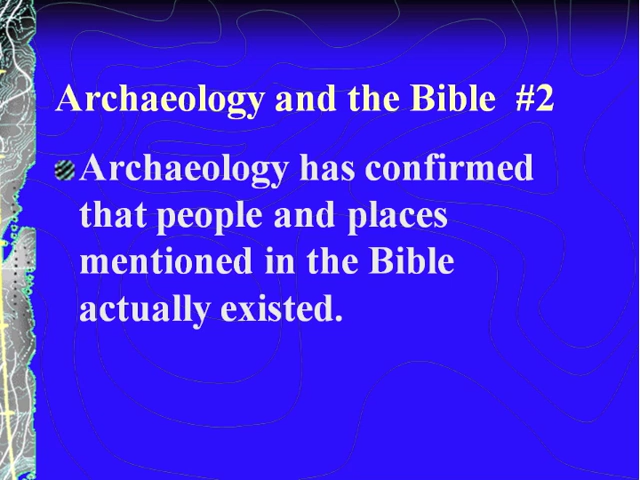 Archaeology and the Bible #2
Archaeology has confirmed
that people and places
mentioned in the Bible
actually existed.